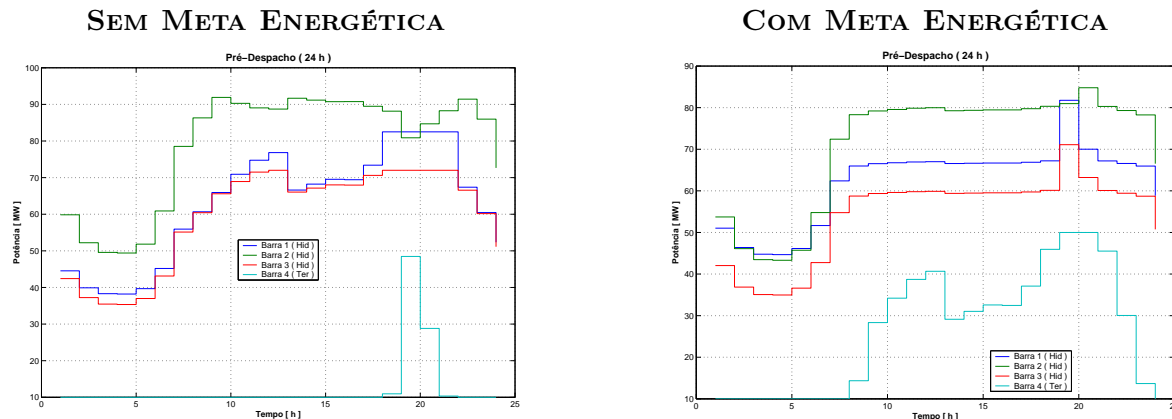 SEM META ENERGÉTICA
Pré−Despacho ( 24 h )
Potência [ MW ]
100
90
80
70
60
50
40
30
20
10
0
5
10
15
20
25
Tempo [ h ]
Barra 1 ( Hid )
Barra 2 ( Hid )
Barra 3 ( Hid )
Barra 4 ( Ter )
COM META ENERGÉTICA
Pré−Despacho ( 24 h )
Potência [ MW ]
90
80
70
60
50
40
30
20
10
0
5
10
15
20
25
Tempo [ h ]
Barra 1 ( Hid )
Barra 2 ( Hid )
Barra 3 ( Hid )
Barra 4 ( Ter )